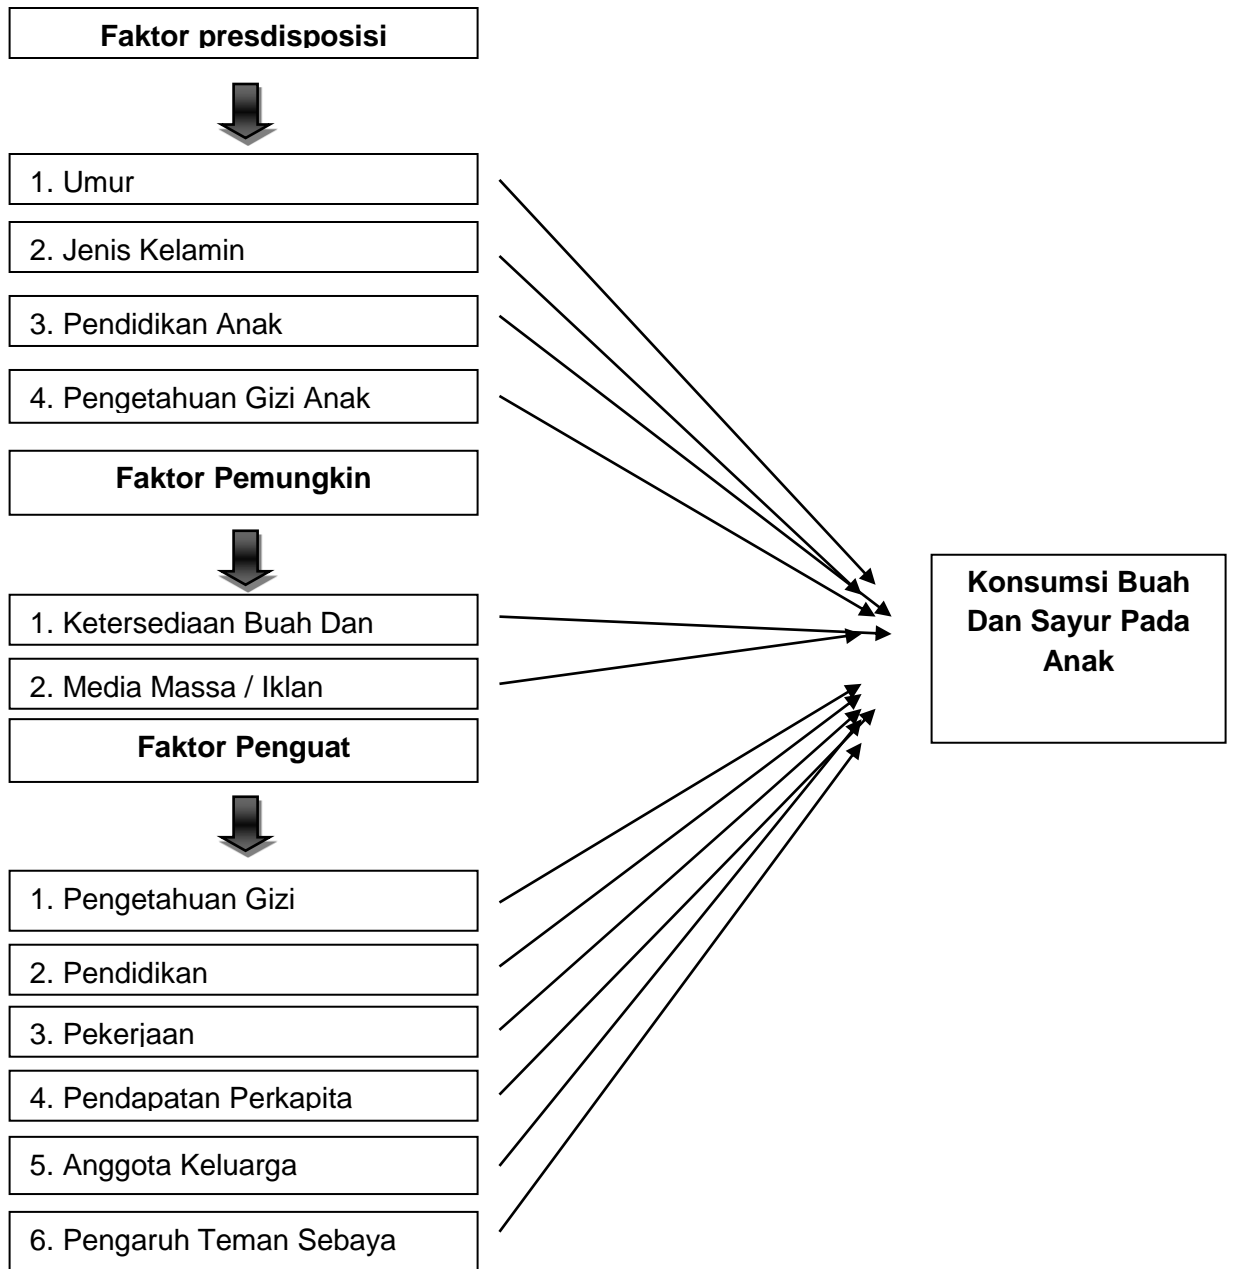 Faktor presdisposisi
1. Umur
2. Jenis Kelamin
3. Pendidikan Anak
4. Pengetahuan Gizi Anak
Faktor Pemungkin
1. Ketersediaan Buah Dan
2. Media Massa / Iklan
Faktor Penguat
1. Pengetahuan Gizi
2. Pendidikan
3. Pekerjaan
4. Pendapatan Perkapita
5. Anggota Keluarga
6. Pengaruh Teman Sebaya
Konsumsi Buah
Dan Sayur Pada
Anak